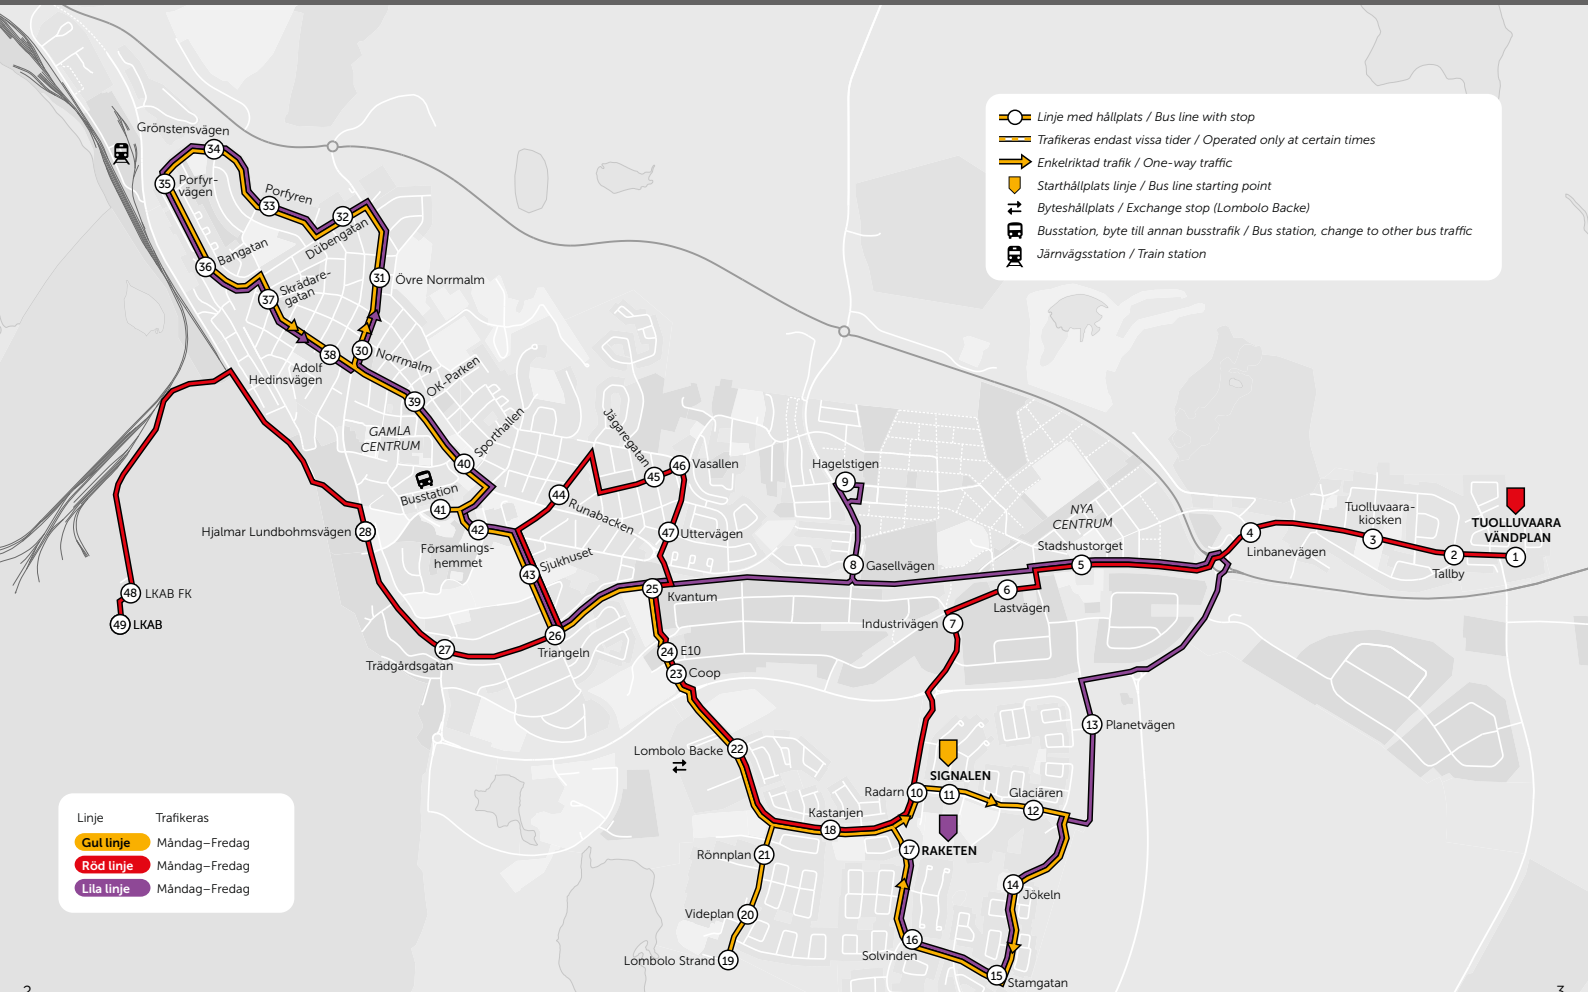 Linje med hållplats / Bus line with stop
Trafikeras endast vissa tider / Operated only at certain times
Enkelriktad trafik / One-way traffic
Starthållplats linje / Bus line starting point
Byteshållplats / Exchange stop (Lombolo Backe)
Busstation, byte till annan busstrafik / Bus station, change to other bus traffic
Järnvägsstation / Train station
Grönstensvägen
34
35
Porfyr-
vägen
33
Porfyren
32
Dübengatan
36
Bangatan
31
Övre Norrmalm
37
Skrädare-
gatan
38
Adolf
Hedinsvägen
30
Norrmalm
39
OK-Parken
GAMLA
CENTRUM
40
Sporthallen
Busstation
41
42
Församlings-
hemmet
43
Sjukhuset
44
Runabacken
Jägaregatan
45
46
Vasallen
47
Uttervägen
Hagelstigen
9
8
Gasellvägen
NYA
CENTRUM
Stadshustorget
5
4
Linbanevägen
Tuolluvaara-
kiosken
3
2
Tallby
TUOLLUVAARA
VÄNDPLAN
1
Hjalmar Lundbohmsvägen
28
48
LKAB FK
49
LKAB
27
Trädgårdsgatan
26
Triangeln
25
Kvantum
24
E10
23
Coop
6
Lastvägen
Industrivägen
7
13
Planetvägen
Lombolo Backe
22
SIGNALEN
Radarn
10
11
Glaciären
12
Kastanjen
18
17
RAKETEN
Rönnplan
21
14
Jökeln
Videplan
20
16
Solvinden
Lombolo Strand
19
15
Stamgatan
Linje
Trafikeras
Gul linje
Måndag–Fredag
Röd linje
Måndag–Fredag
Lila linje
Måndag–Fredag
2
3